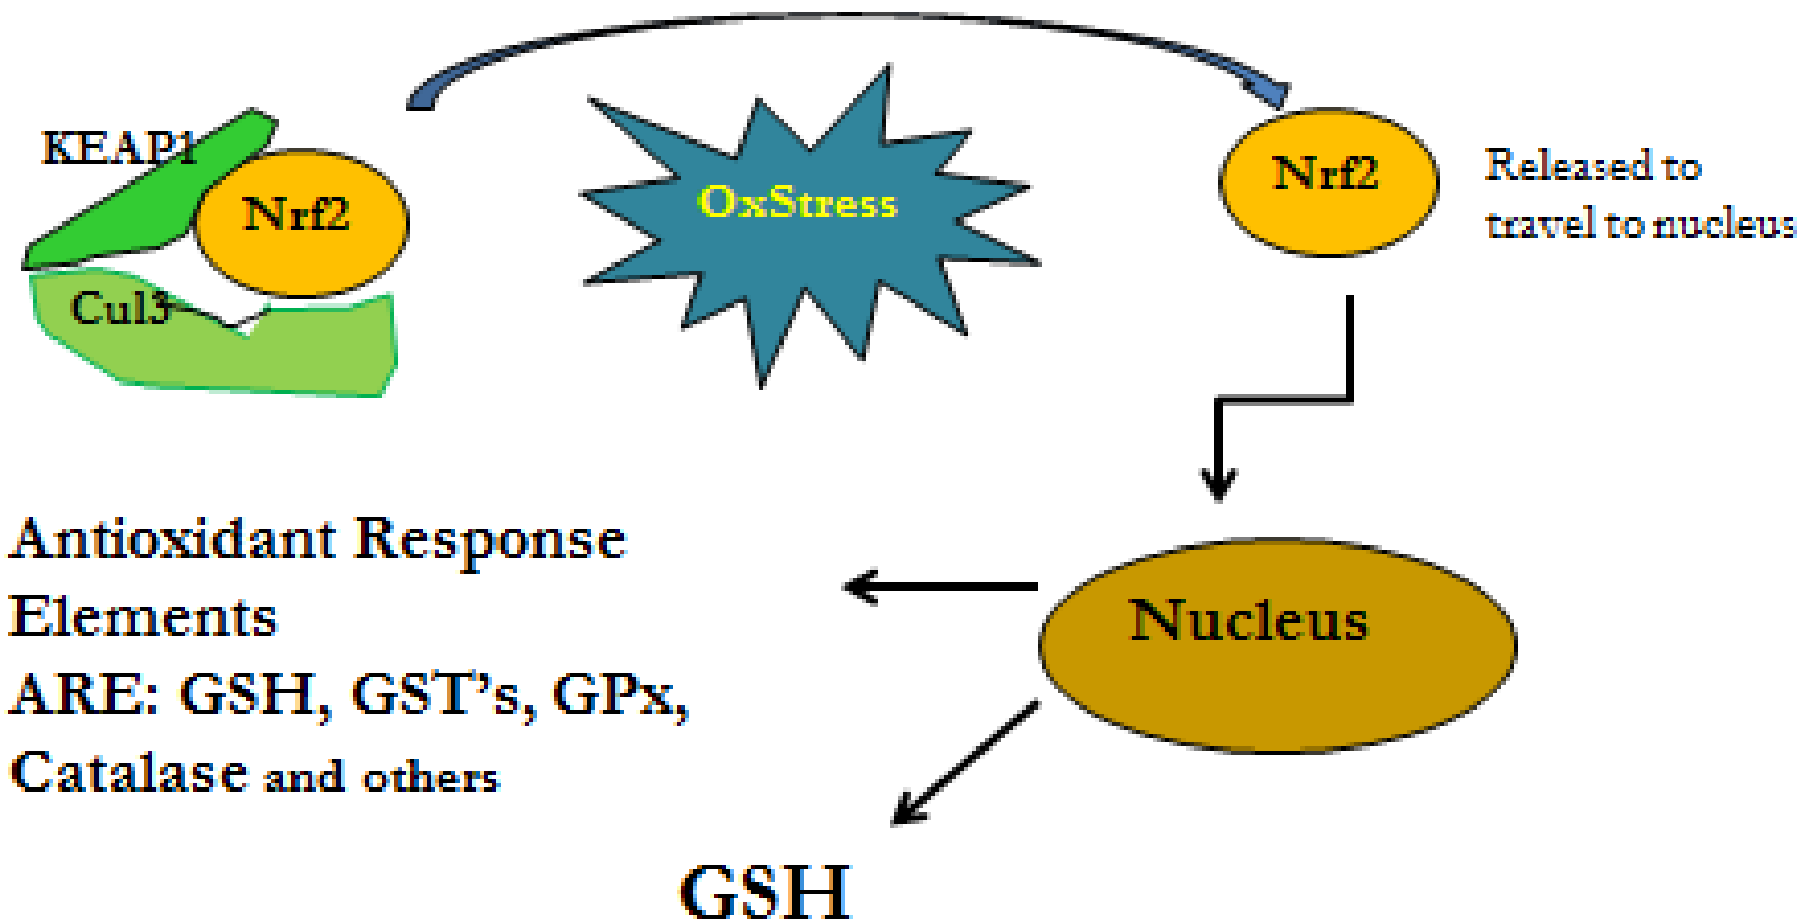 KEAP1
Nrf2
Cul3
OxStress
Nrf2
Released to
travel to nucleus
Nucleus
Antioxidant Response
Elements
ARE: GSH, GST's, GPx,
Catalase and others
GSH